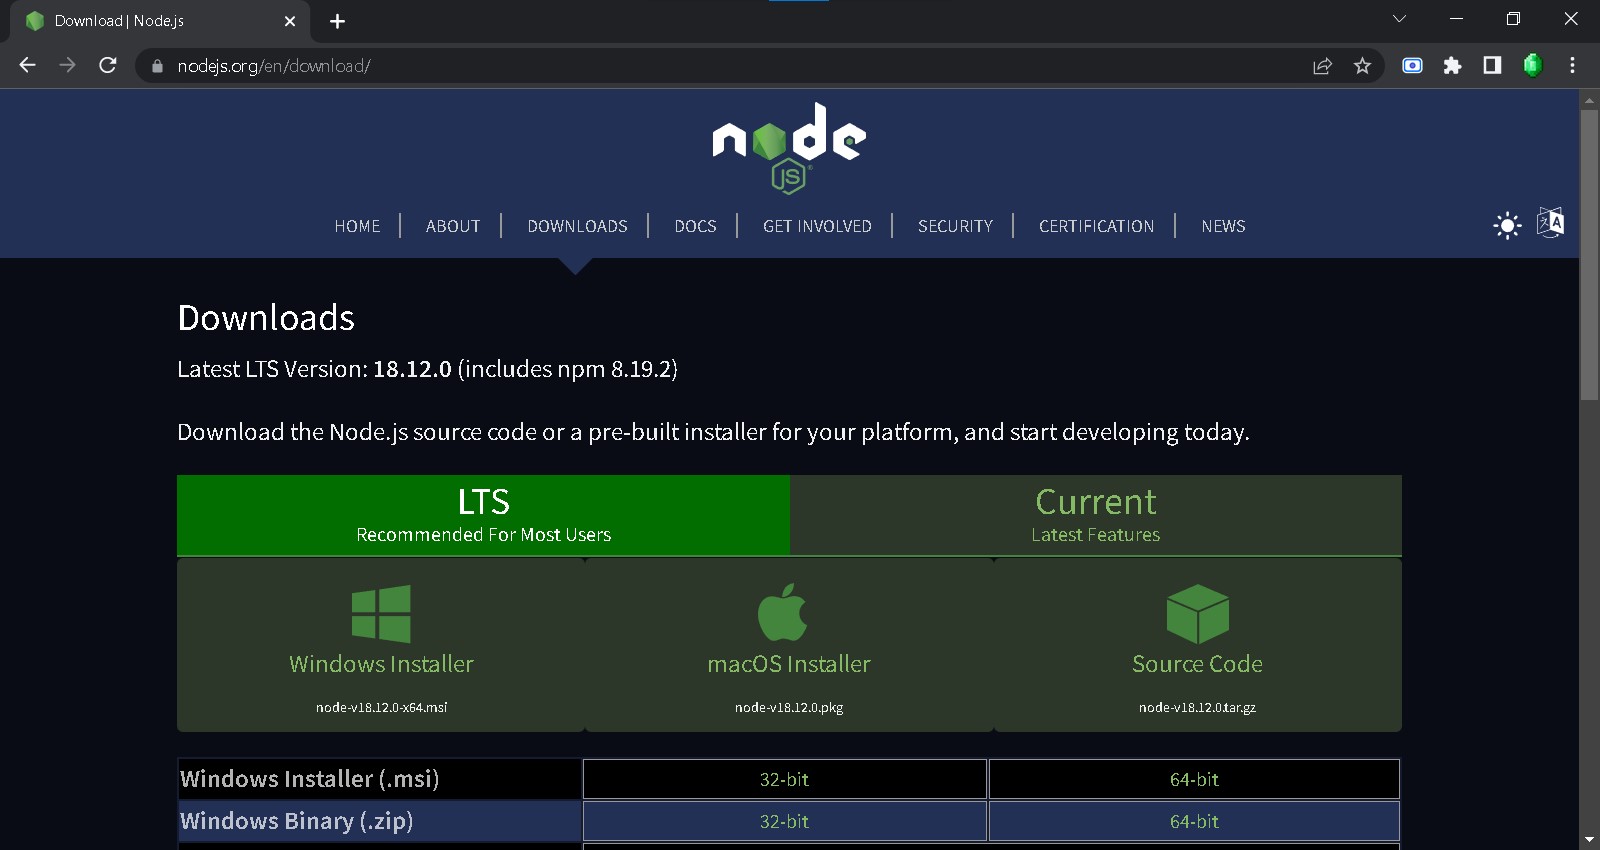 Download | Node.js
nodejs.org/en/download/
node
JS
HOME
ABOUT
DOWNLOADS
DOCS
GET INVOLVED
SECURITY
CERTIFICATION
NEWS
Downloads
Latest LTS Version: 18.12.0 (includes npm 8.19.2)
Download the Node.js source code or a pre-built installer for your platform, and start developing today.
LTS
Recommended For Most Users
Current
Latest Features
Windows Installer
node-v18.12.0-x64.msi
macOS Installer
node-v18.12.0.pkg
Source Code
node-v18.12.0.tar.gz
Windows Installer (.msi)
32-bit
64-bit
Windows Binary (.zip)
32-bit
64-bit